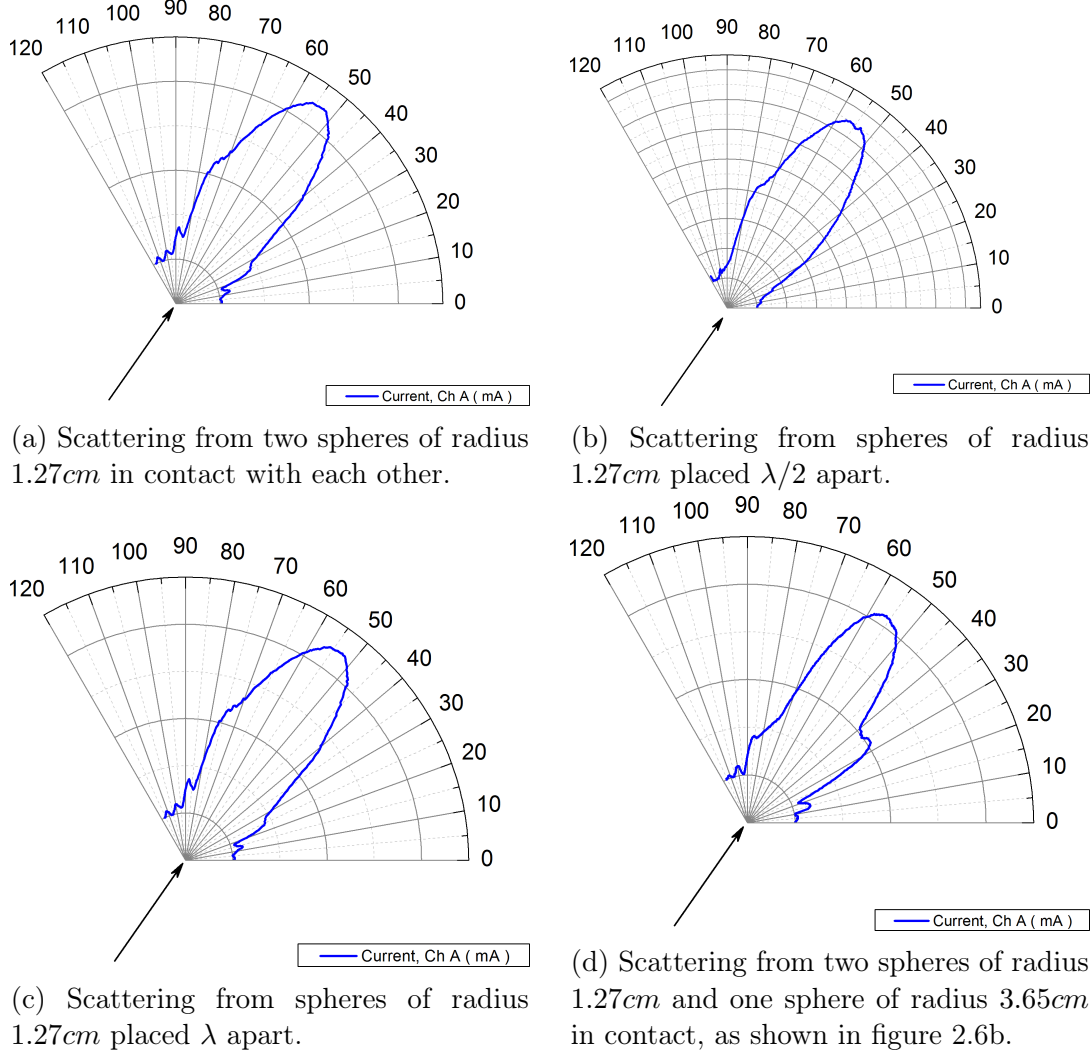 120 110 100 90 80 70 60 50 40 30 20 10 0
Current, Ch A ( mA )
(a) Scattering from two spheres of radius
1.27cm in contact with each other.
120 110 100 90 80 70 60 50 40 30 20 10 0
Current, Ch A ( mA )
(b) Scattering from spheres of radius
1.27cm placed λ/2 apart.
120 110 100 90 80 70 60 50 40 30 20 10 0
Current, Ch A ( mA )
(c) Scattering from spheres of radius
1.27cm placed λ apart.
120 110 100 90 80 70 60 50 40 30 20 10 0
Current, Ch A ( mA )
(d) Scattering from two spheres of radius
1.27cm and one sphere of radius 3.65cm
in contact, as shown in figure 2.6b.